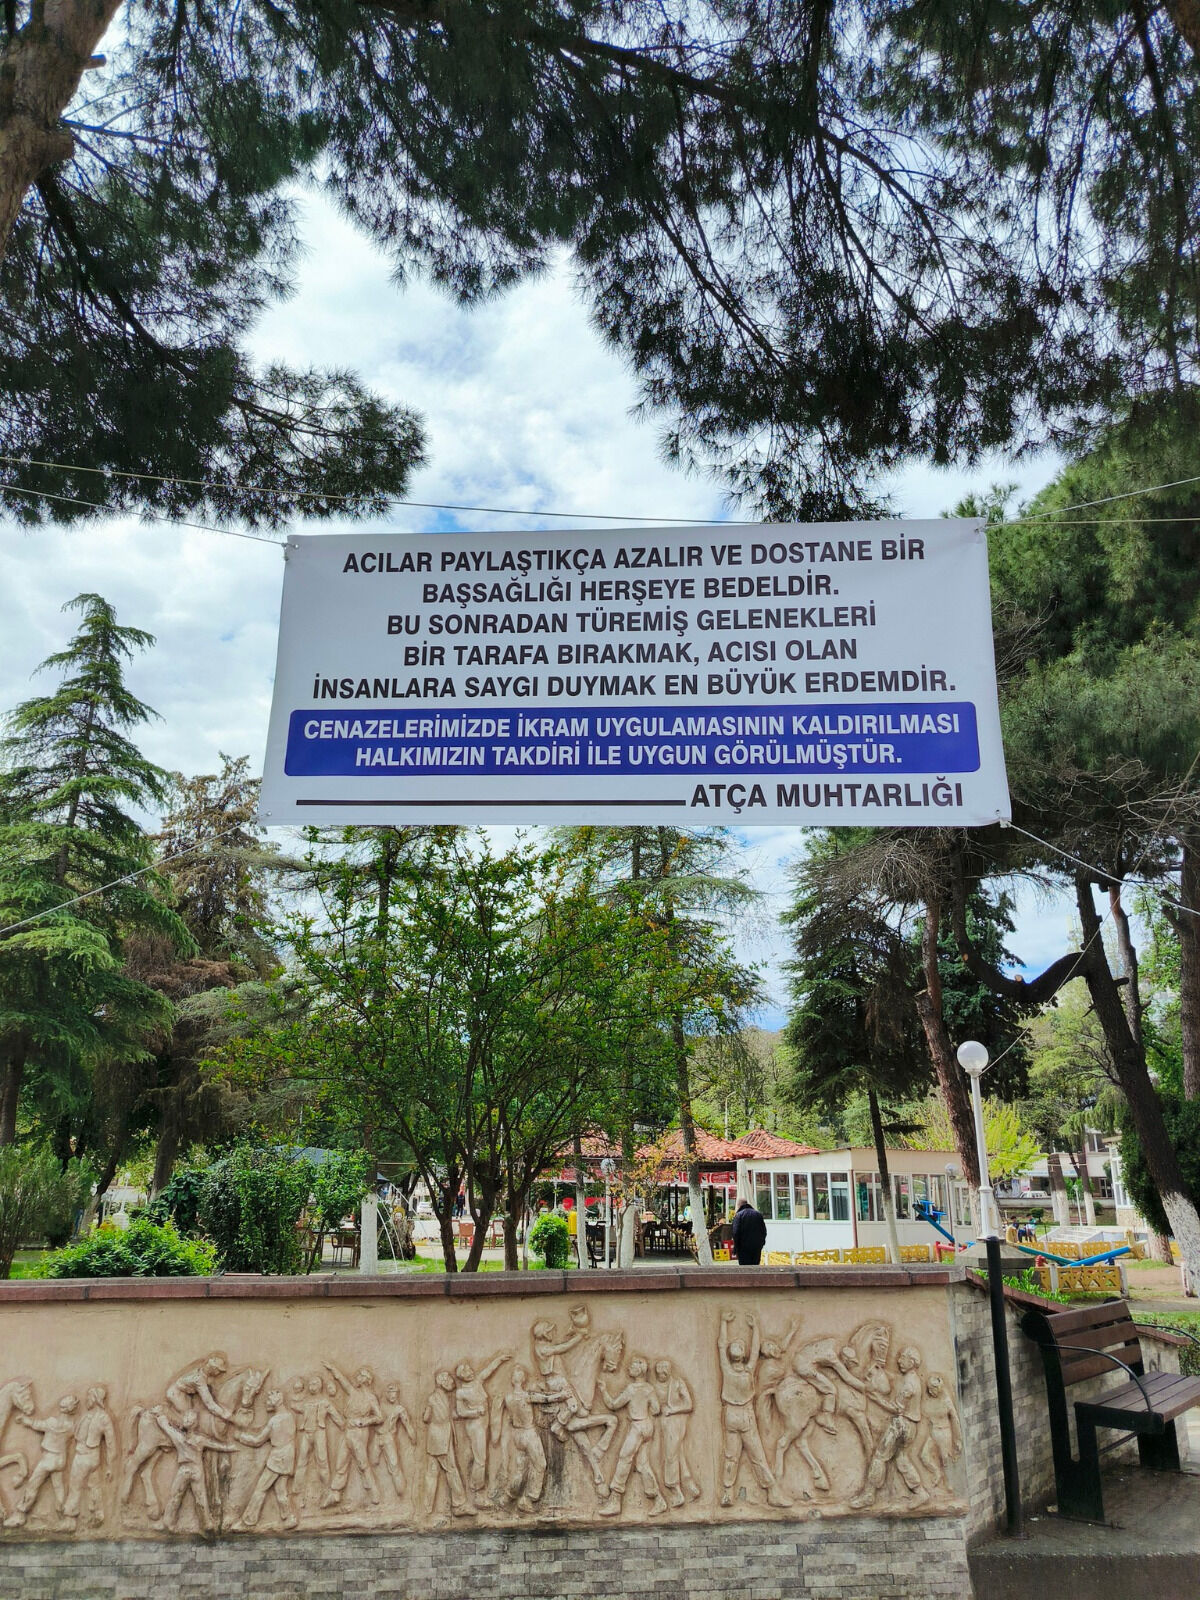 ACILAR PAYLAŞTIKÇA AZALIR VE DOSTANE BİR
BAŞSAĞLIĞI HERŞEYE BEDELDİR.
BU SONRADAN TÜREMİŞ GELENEKLERİ
BİR TARAFA BIRAKMAK, ACISI OLAN
İNSANLARA SAYGI DUYMAK EN BÜYÜK ERDEMDİR.
CENAZELERİMİZDE İKRAM UYGULAMASININ KALDIRILMASI
HALKIMIZIN TAKDİRİ İLE UYGUN GÖRÜLMÜŞTÜR.
ATÇA MUHTARLIĞI